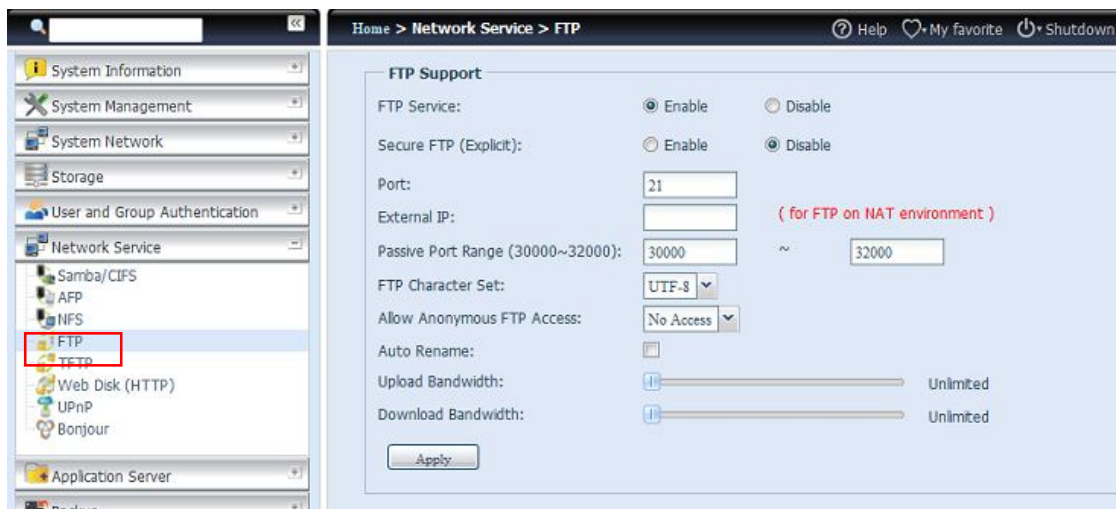 «
Home > Network Service > FTP
Help My favorite Shutdown
System Information
System Management
System Network
Storage
User and Group Authentication
Network Service
Samba/CIFS
AFP
NFS
FTP
TFTP
Web Disk (HTTP)
UPnP
Bonjour
Application Server
FTP Support
FTP Service: Enable Disable
Secure FTP (Explicit): Enable Disable
Port: 21
External IP: ( for FTP on NAT environment )
Passive Port Range (30000~32000): 30000 ~ 32000
FTP Character Set: UTF-8
Allow Anonymous FTP Access: No Access
Auto Rename:
Upload Bandwidth: Unlimited
Download Bandwidth: Unlimited
Apply